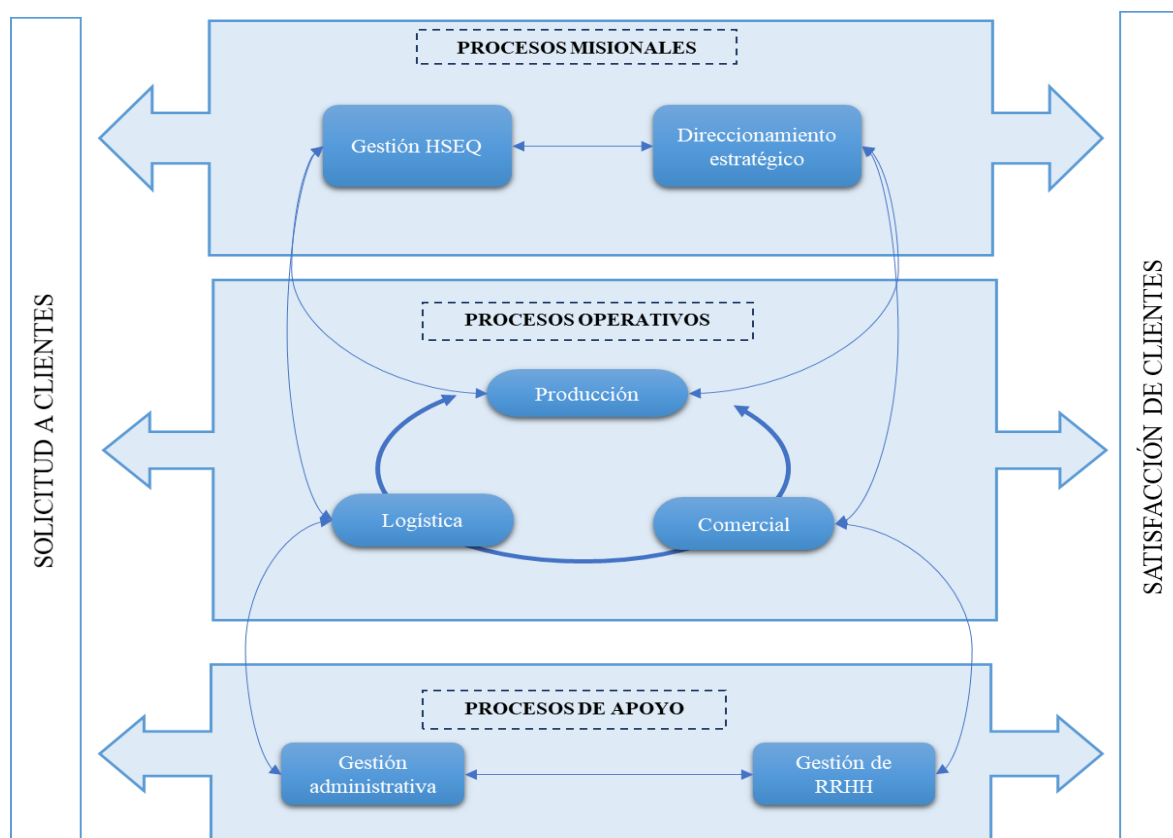 SOLICITUD A CLIENTES
PROCESOS MISIONALES
Gestión HSEQ
Direccionamiento
estratégico
PROCESOS OPERATIVOS
Producción
Logística
Comercial
PROCESOS DE APOYO
Gestión
administrativa
Gestión de
RRHH
SATISFACCIÓN DE CLIENTES